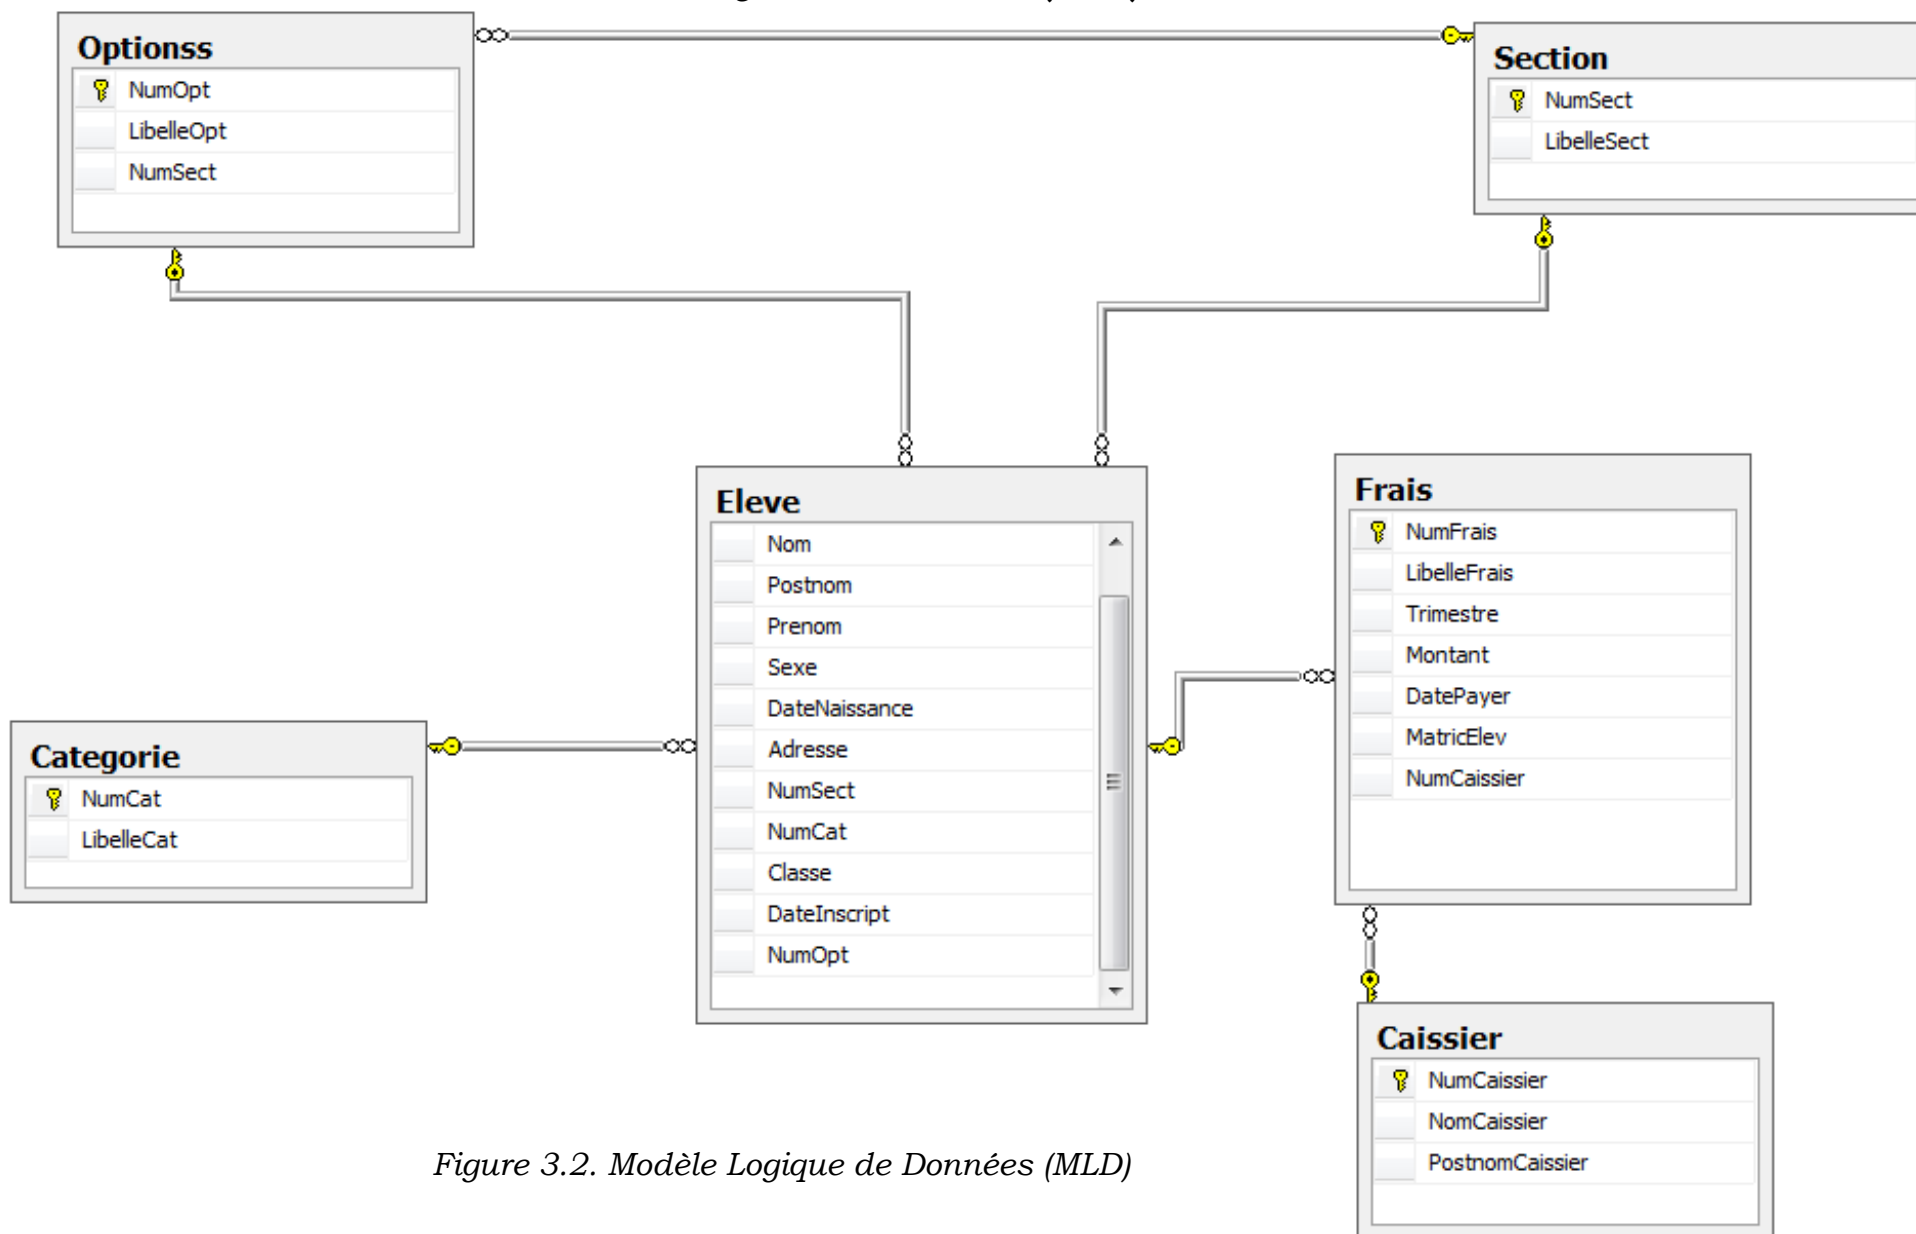 Optionss
NumOpt
LibelleOpt
NumSect
Section
NumSect
LibelleSect
Eleve
Nom
Postnom
Prenom
Sexe
DateNaissance
Adresse
NumSect
NumCat
Classe
DateInscript
NumOpt
Frais
NumFrais
LibelleFrais
Trimestre
Montant
DatePayer
MatricElev
NumCaissier
Categorie
NumCat
LibelleCat
Caissier
NumCaissier
NomCaissier
PostnomCaissier
Figure 3.2. Modèle Logique de Données (MLD)